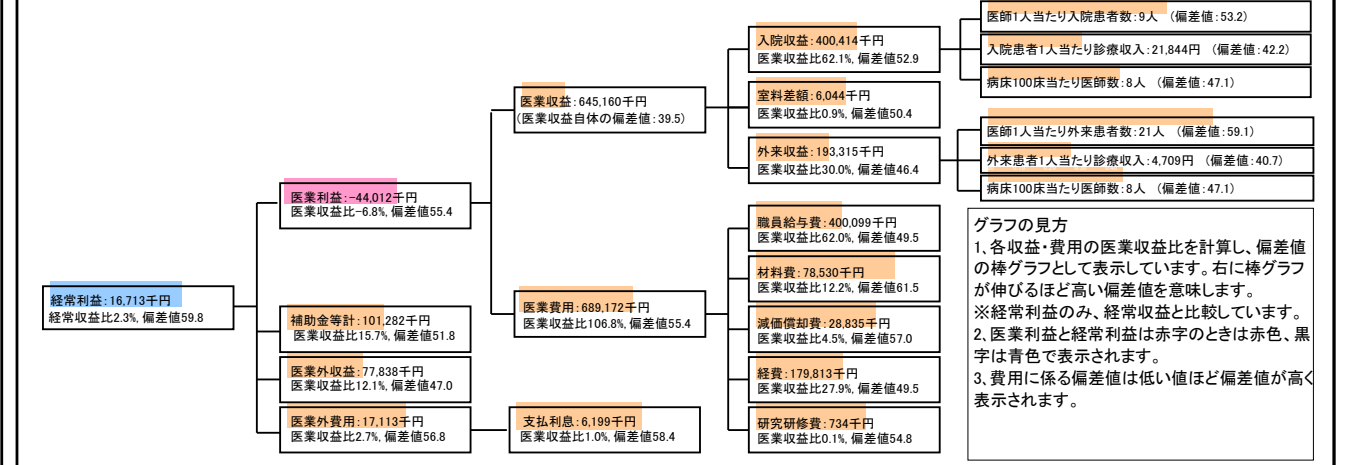 経常利益:16,713千円
経常収益比2.3%, 偏差値59.8
医業利益:-44,012千円
医業収益比-6.8%, 偏差値55.4
補助金等計:101,282千円
医業収益比15.7%, 偏差値51.8
医業外収益:77,838千円
医業収益比12.1%, 偏差値47.0
医業外費用:17,113千円
医業収益比2.7%, 偏差値56.8
支払利息:6,199千円
医業収益比1.0%, 偏差値58.4
医業収益:645,160千円
(医業収益自体の偏差値:39.5)
医業費用:689,172千円
医業収益比106.8%, 偏差値55.4
入院収益:400,414千円
医業収益比62.1%, 偏差値52.9
室料差額:6,044千円
医業収益比0.9%, 偏差値50.4
外来収益:193,315千円
医業収益比30.0%, 偏差値46.4
職員給与費:400,099千円
医業収益比62.0%, 偏差値49.5
材料費:78,530千円
医業収益比12.2%, 偏差値61.5
減価償却費:28,835千円
医業収益比4.5%, 偏差値57.0
経費:179,813千円
医業収益比27.9%, 偏差値49.5
研究研修費:734千円
医業収益比0.1%, 偏差値54.8
医師1人当たり入院患者数:9人 (偏差値:53.2)
入院患者1人当たり診療収入:21,844円 (偏差値:42.2)
病床100床当たり医師数:8人 (偏差値:47.1)
医師1人当たり外来患者数:21人 (偏差値:59.1)
外来患者1人当たり診療収入:4,709円 (偏差値:40.7)
病床100床当たり医師数:8人 (偏差値:47.1)
グラフの見方
1、各収益・費用の医業収益比を計算し、偏差値
の棒グラフとして表示しています。右に棒グラフ
が伸びるほど高い偏差値を意味します。
※経常利益のみ、経常収益と比較しています。
2、医業利益と経常利益は赤字のときは赤色、黒
字は青色で表示されます。
3、費用に係る偏差値は低い値ほど偏差値が高く
表示されます。